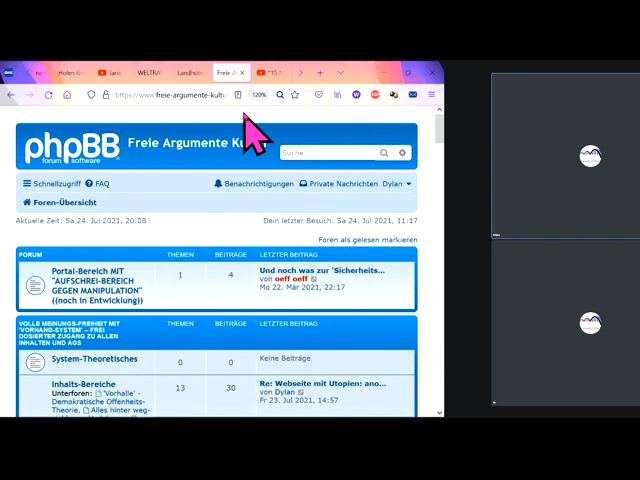 Holen Ge
Janis
WELTRAT
Landhüte
Freie A
"15 M
https://www.freie-argumente-kultu
120%
phpBB
forum software
Freie Argumente Ku
Suche
Schnellzugriff FAQ Benachrichtigungen Private Nachrichten Dylan
Foren-Übersicht
Aktuelle Zeit: Sa 24. Jul 2021, 20:08 Dein letzter Besuch: Sa 24. Jul 2021, 11:17
Foren als gelesen markieren
FORUM THEMEN BEITRÄGE LETZTER BEITRAG
Portal-Bereich MIT
"AUFSCHREI-BEREICH
GEGEN MANIPULATION"
((noch in Entwicklung))
1 4
Und noch was zur 'Sicherheits...
von oeff oeff
Mo 22. Mär 2021, 22:17
VOLLE MEINUNGS-FREIHEIT MIT
'VORHANG-SYSTEM' – FREI
DOSIERTER ZUGANG ZU ALLEN
INHALTEN UND AGS
THEMEN BEITRÄGE LETZTER BEITRAG
System-Theoretisches 0 0 Keine Beiträge
Inhalts-Bereiche
Unterforen: 'Vorhalle' -
Demokratische Offenheits-
Theorie, Alles hinter weg-
13 30
Re: Webseite mit Utopien: ano...
von Dylan
Fr 23. Jul 2021, 14:57